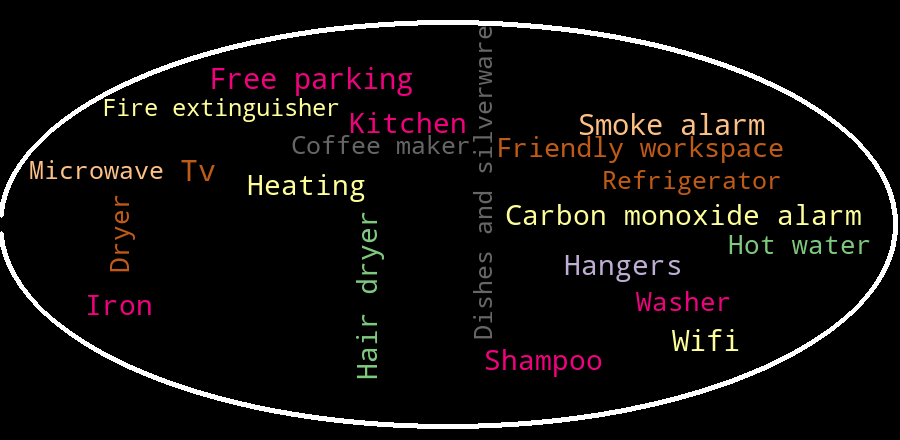 Free parking
Fire extinguisher
Kitchen
Smoke alarm
Coffee maker
Friendly workspace
Microwave
Tv
Refrigerator
Heating
Carbon monoxide alarm
Dryer
Hot water
Hangers
Dishes and silverware
Hair dryer
Iron
Washer
Wifi
Shampoo